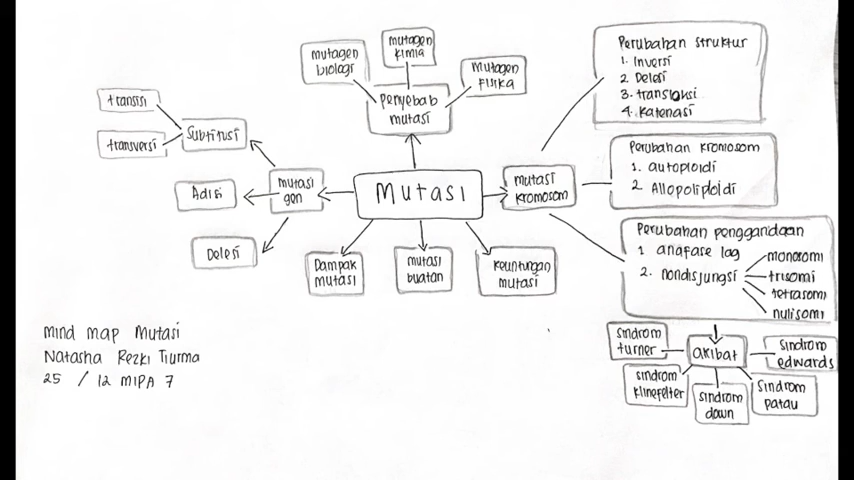 mutagen
biologi
mutagen
kimia
mutagen
fisika
penyebab
mutasi
transisi
transversi
Subtitusi
Adisi
Delesi
mutasi
gen
Mutasi
mutasi
kromosom
Dampak
mutasi
mutasi
buatan
keuntungan
mutasi
Perubahan struktur
1. Inversi
2 Delesi
3. transloksi
4. Katenasi
Perubahan kromosom
1. autoploidi
2 Allopoliploidi
Perubahan penggandaan
1 anafase lag
2. nondisjungsi
monosomi
trisomi
tetrasomi
nulisomi
akibat
sindrom
turner
sindrom
klinefelter
sindrom
down
Sindrom
patau
sindrom
edwards
mind map Mutasi
Natasha Rezki Tiurma
25 / 12 MIPA 7